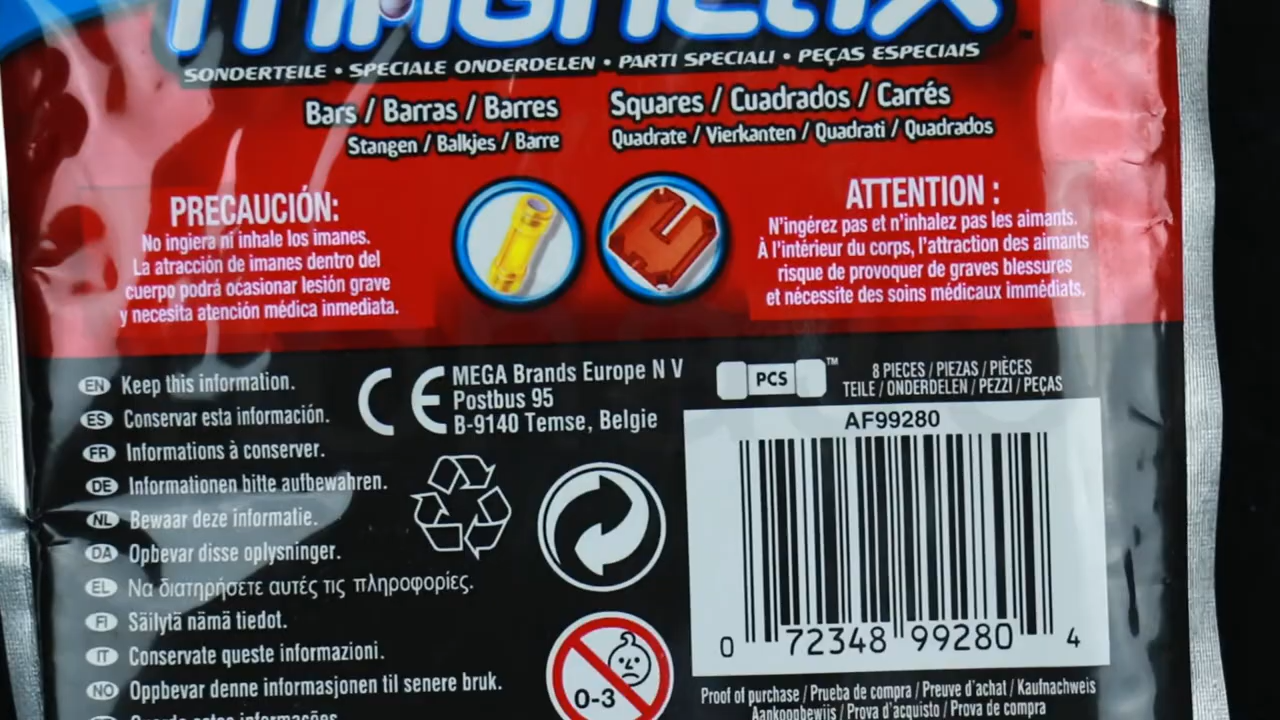 MAGNETIX
SONDERTEILE • SPECIALE ONDERDELEN • PARTI SPECIALI • PEÇAS ESPECIAIS
Bars / Barras / Barres
Stangen / Balkjes / Barre
Squares / Cuadrados / Carrés
Quadrate / Vierkanten / Quadrati / Quadrados
PRECAUCIÓN:
No ingiera ni inhale los imanes.
La atracción de imanes dentro del
cuerpo podrá ocasionar lesión grave
y necesita atención médica inmediata.
ATTENTION :
N'ingérez pas et n'inhalez pas les aimants.
À l'intérieur du corps, l'attraction des aimants
risque de provoquer de graves blessures
et nécessite des soins médicaux immédiats.
EN Keep this information.
ES Conservar esta información.
FR Informations à conserver.
DE Informationen bitte aufbewahren.
NL Bewaar deze informatie.
DA Opbevar disse oplysninger.
EL Να διατηρήσετε αυτές τις πληροφορίες.
FI Säilytä nämä tiedot.
IT Conservate queste informazioni.
NO Oppbevar denne informasjonen til senere bruk.
Guarde estas informações.
CE
MEGA Brands Europe N V
Postbus 95
B-9140 Temse, Belgie
0-3
PCS ™
8 PIECES / PIEZAS / PIÈCES
TEILE / ONDERDELEN / PEZZI / PEÇAS
AF99280
0 72348 99280 4
Proof of purchase / Prueba de compra / Preuve d'achat / Kaufnachweis
Aankoopbewijs / Prova d'acquisto / Prova de compra